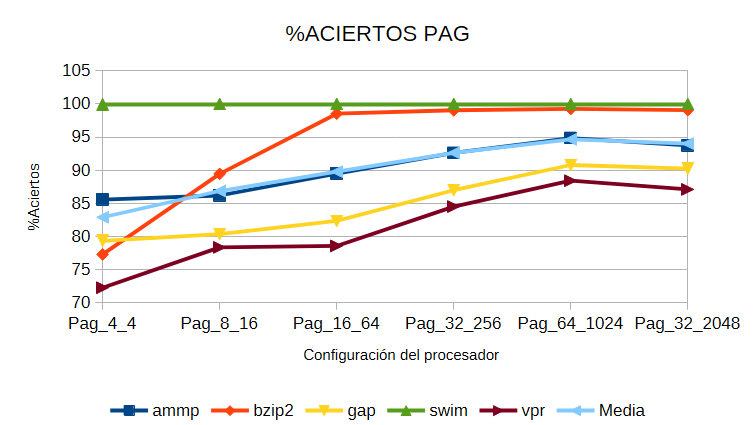 %ACIERTOS PAG
105
100
95
90
85
80
75
70
%Aciertos
Pag_4_4 Pag_8_16 Pag_16_64 Pag_32_256 Pag_64_1024 Pag_32_2048
Configuración del procesador
ammp bzip2 gap swim vpr Media